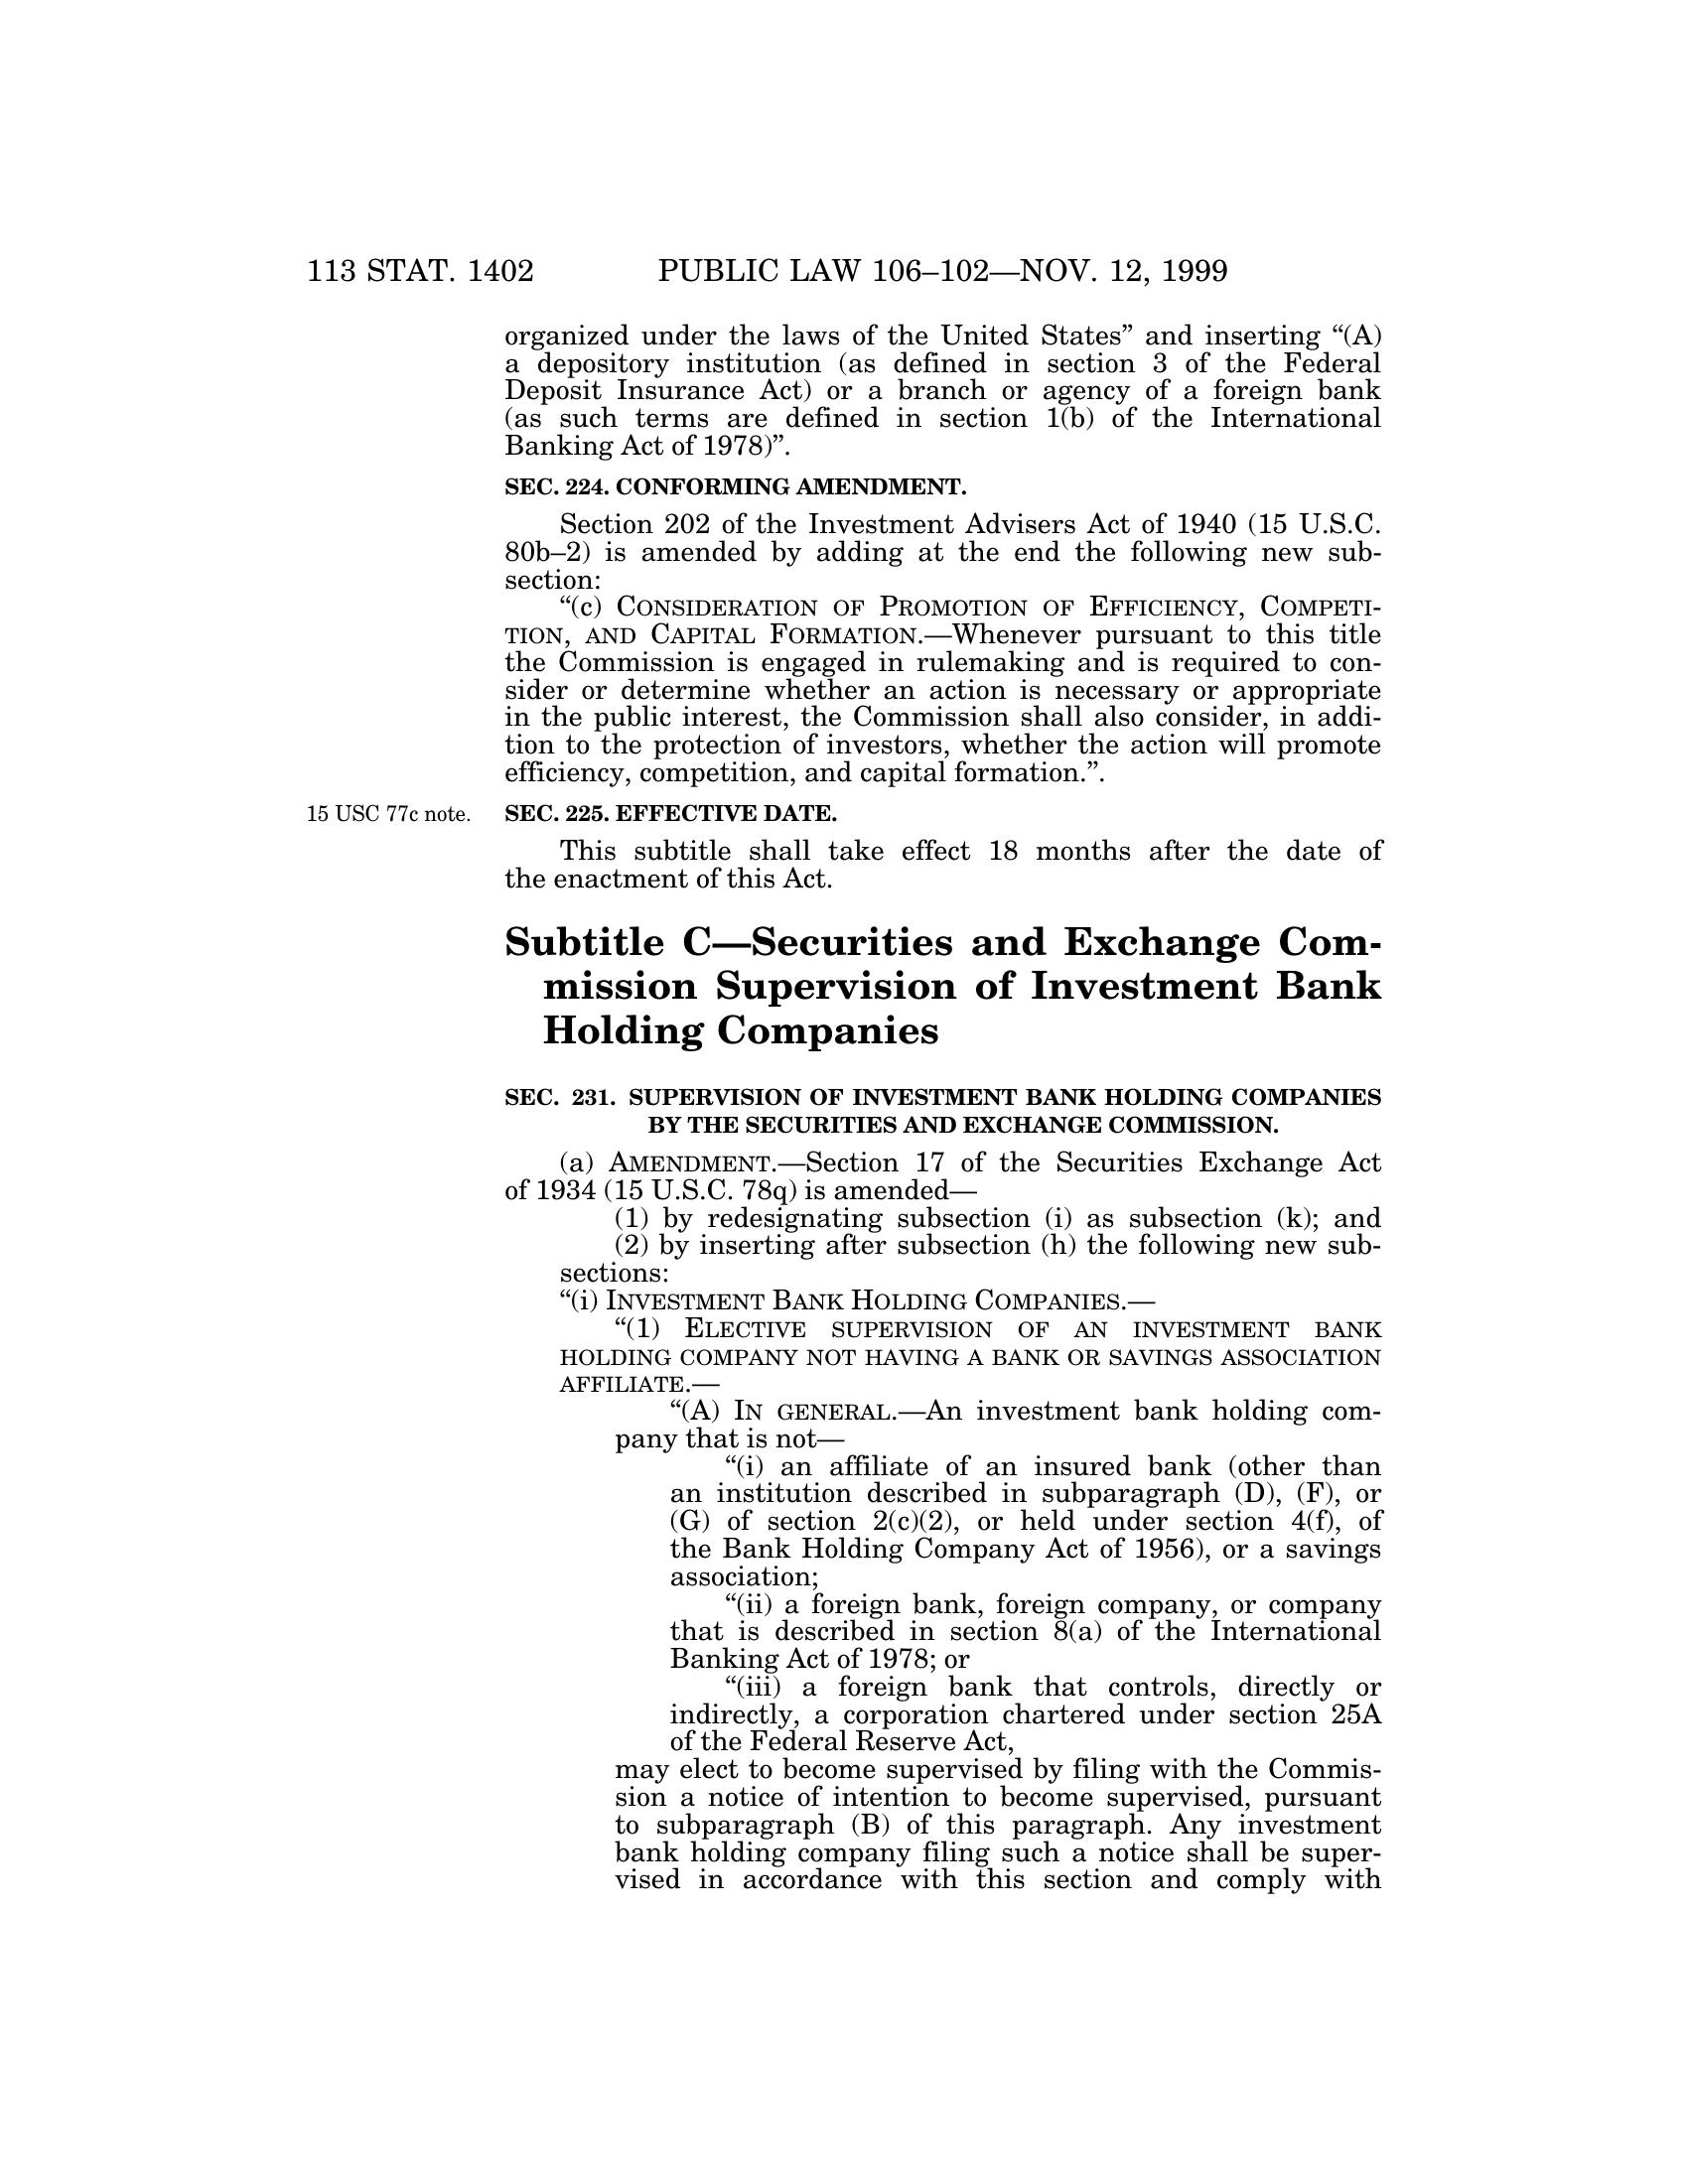 113 STAT. 1402 PUBLIC LAW 106–102—NOV. 12, 1999
organized under the laws of the United States” and inserting “(A)
a depository institution (as defined in section 3 of the Federal
Deposit Insurance Act) or a branch or agency of a foreign bank
(as such terms are defined in section 1(b) of the International
Banking Act of 1978)”.
SEC. 224. CONFORMING AMENDMENT.
Section 202 of the Investment Advisers Act of 1940 (15 U.S.C.
80b–2) is amended by adding at the end the following new sub-
section:
“(c) CONSIDERATION OF PROMOTION OF EFFICIENCY, COMPETI-
TION, AND CAPITAL FORMATION.—Whenever pursuant to this title
the Commission is engaged in rulemaking and is required to con-
sider or determine whether an action is necessary or appropriate
in the public interest, the Commission shall also consider, in addi-
tion to the protection of investors, whether the action will promote
efficiency, competition, and capital formation.”.
15 USC 77c note. SEC. 225. EFFECTIVE DATE.
This subtitle shall take effect 18 months after the date of
the enactment of this Act.
Subtitle C—Securities and Exchange Com-
mission Supervision of Investment Bank
Holding Companies
SEC. 231. SUPERVISION OF INVESTMENT BANK HOLDING COMPANIES
BY THE SECURITIES AND EXCHANGE COMMISSION.
(a) AMENDMENT.—Section 17 of the Securities Exchange Act
of 1934 (15 U.S.C. 78q) is amended—
(1) by redesignating subsection (i) as subsection (k); and
(2) by inserting after subsection (h) the following new sub-
sections:
“(i) INVESTMENT BANK HOLDING COMPANIES.—
“(1) ELECTIVE SUPERVISION OF AN INVESTMENT BANK
HOLDING COMPANY NOT HAVING A BANK OR SAVINGS ASSOCIATION
AFFILIATE.—
“(A) IN GENERAL.—An investment bank holding com-
pany that is not—
“(i) an affiliate of an insured bank (other than
an institution described in subparagraph (D), (F), or
(G) of section 2(c)(2), or held under section 4(f), of
the Bank Holding Company Act of 1956), or a savings
association;
“(ii) a foreign bank, foreign company, or company
that is described in section 8(a) of the International
Banking Act of 1978; or
“(iii) a foreign bank that controls, directly or
indirectly, a corporation chartered under section 25A
of the Federal Reserve Act,
may elect to become supervised by filing with the Commis-
sion a notice of intention to become supervised, pursuant
to subparagraph (B) of this paragraph. Any investment
bank holding company filing such a notice shall be super-
vised in accordance with this section and comply with